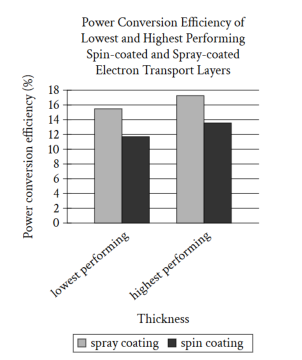 Power Conversion Efficiency of
Lowest and Highest Performing
Spin-coated and Spray-coated
Electron Transport Layers
Power conversion efficiency (%)
18
16
14
12
10
8
6
4
2
0
lowest performing
highest performing
Thickness
spray coating spin coating